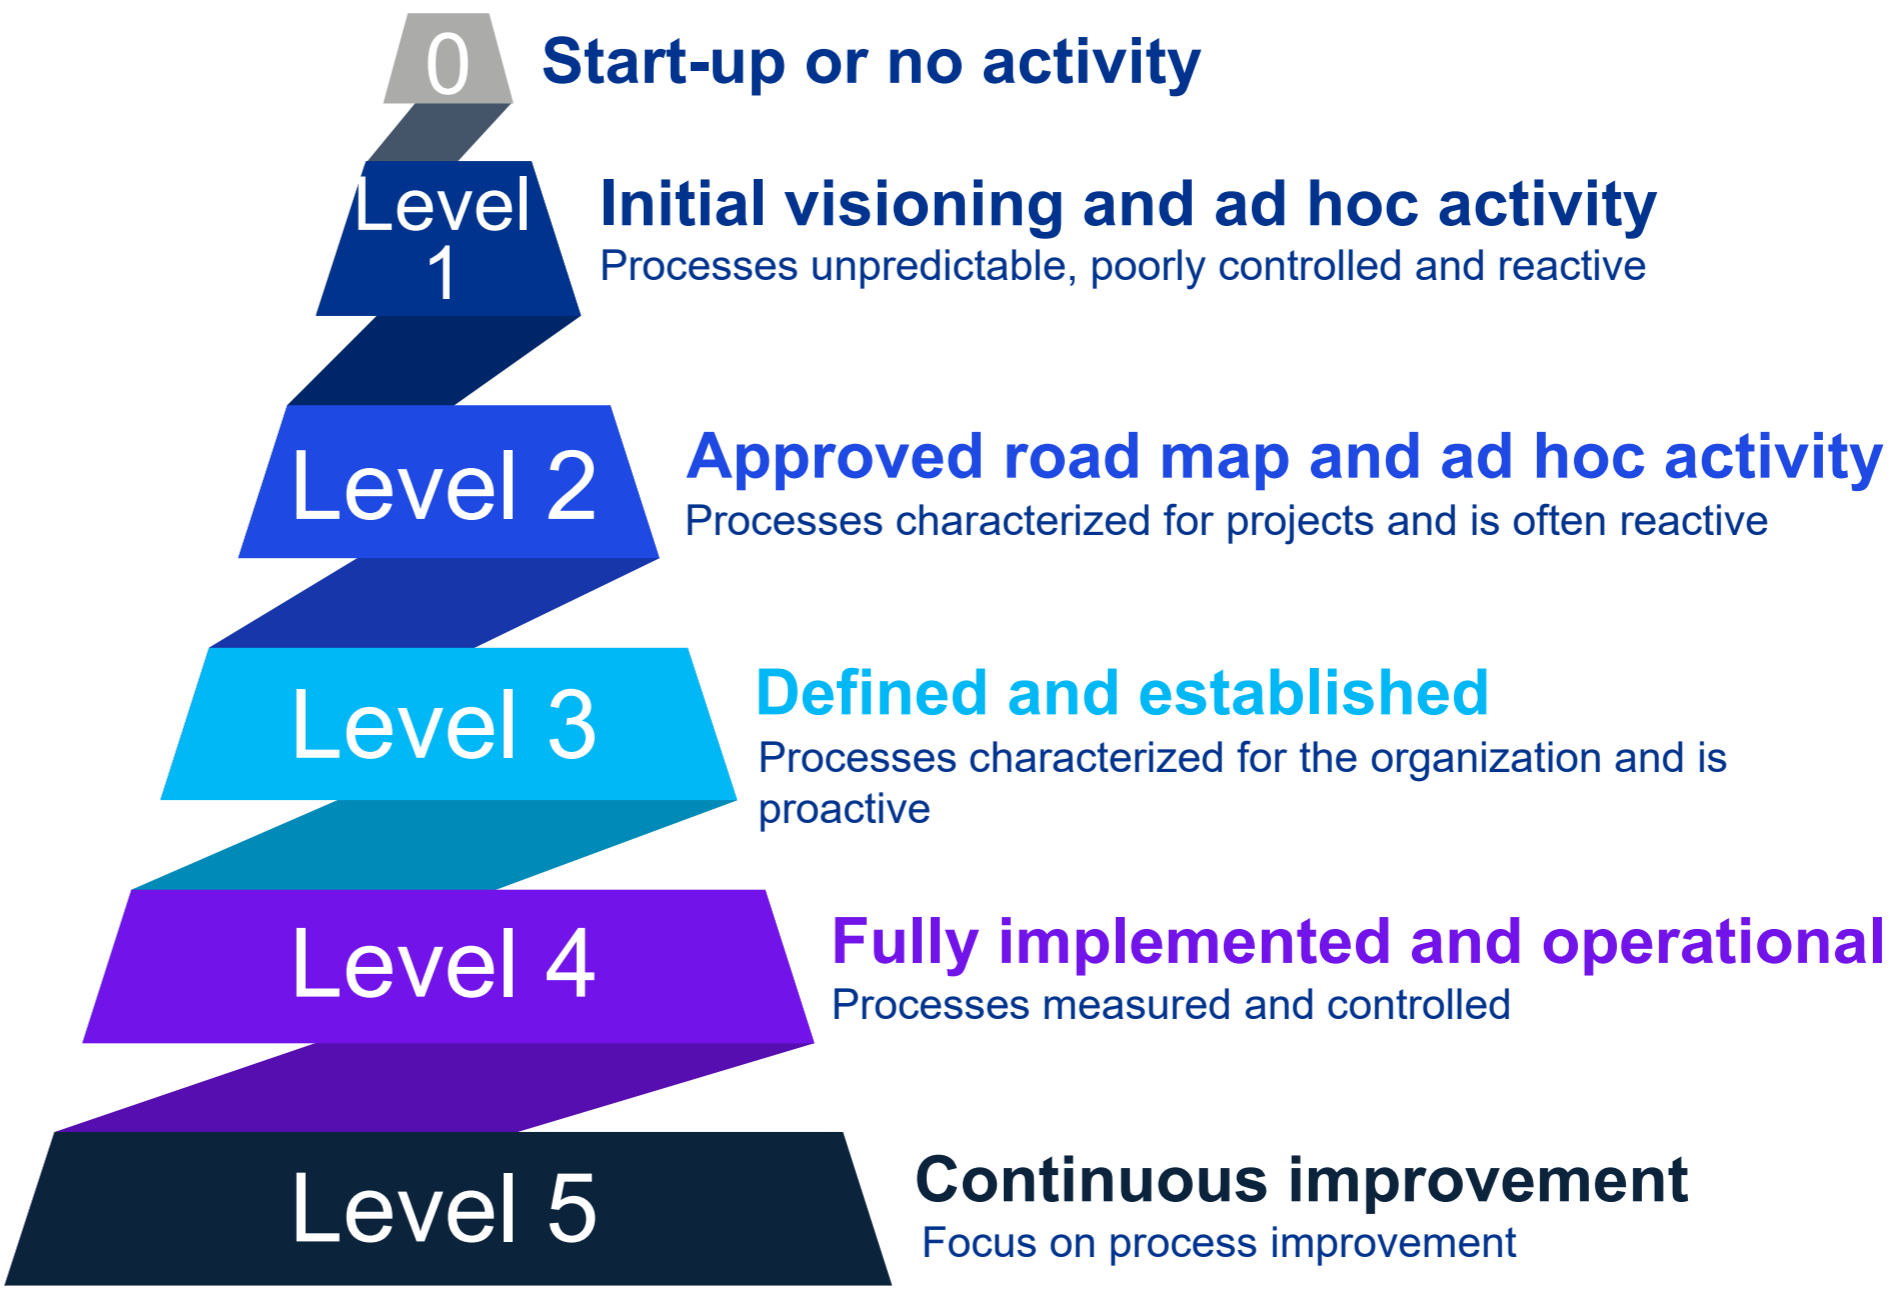 0
Start-up or no activity
Level
1
Initial visioning and ad hoc activity
Processes unpredictable, poorly controlled and reactive
Level 2
Approved road map and ad hoc activity
Processes characterized for projects and is often reactive
Level 3
Defined and established
Processes characterized for the organization and is
proactive
Level 4
Fully implemented and operational
Processes measured and controlled
Level 5
Continuous improvement
Focus on process improvement